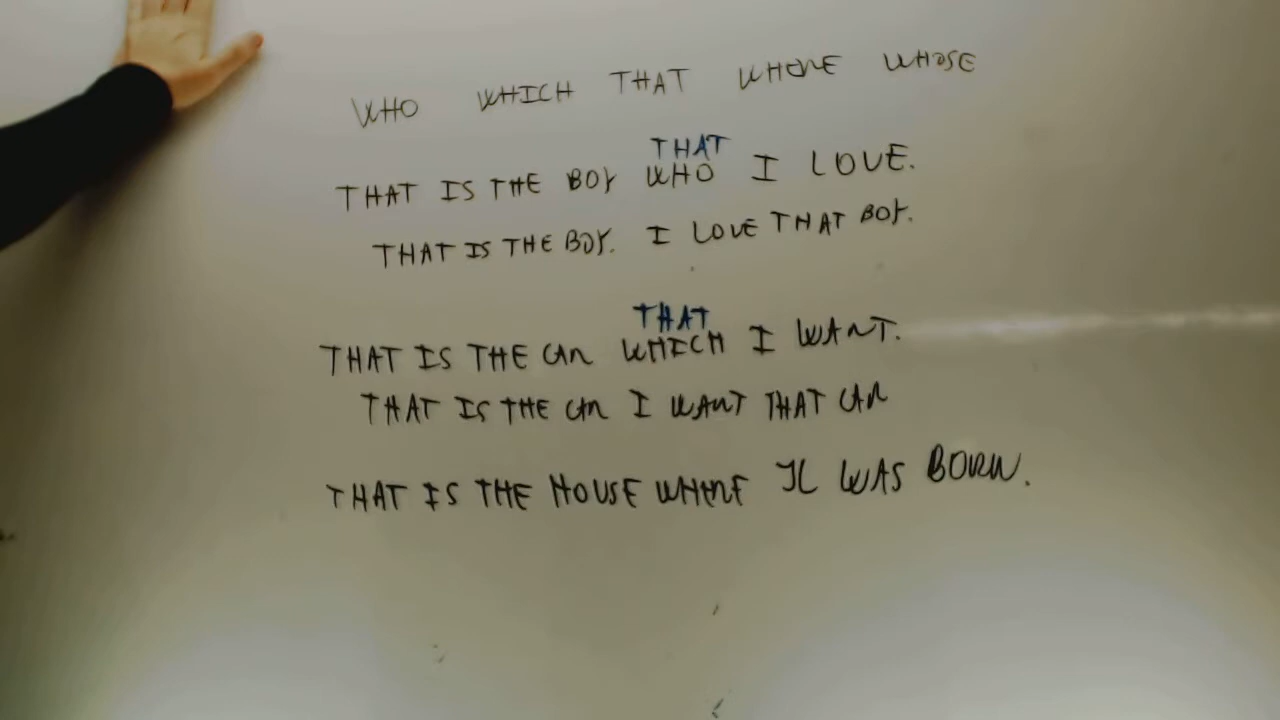 WHO WHICH THAT WHERE WHOSE
THAT
THAT IS THE BOY WHO I LOVE.
THAT IS THE BOY. I LOVE THAT BOY.
THAT
THAT IS THE CAR WHICH I WANT.
THAT IS THE CAR I WANT THAT CAR
THAT IS THE HOUSE WHERE WAS BORN.